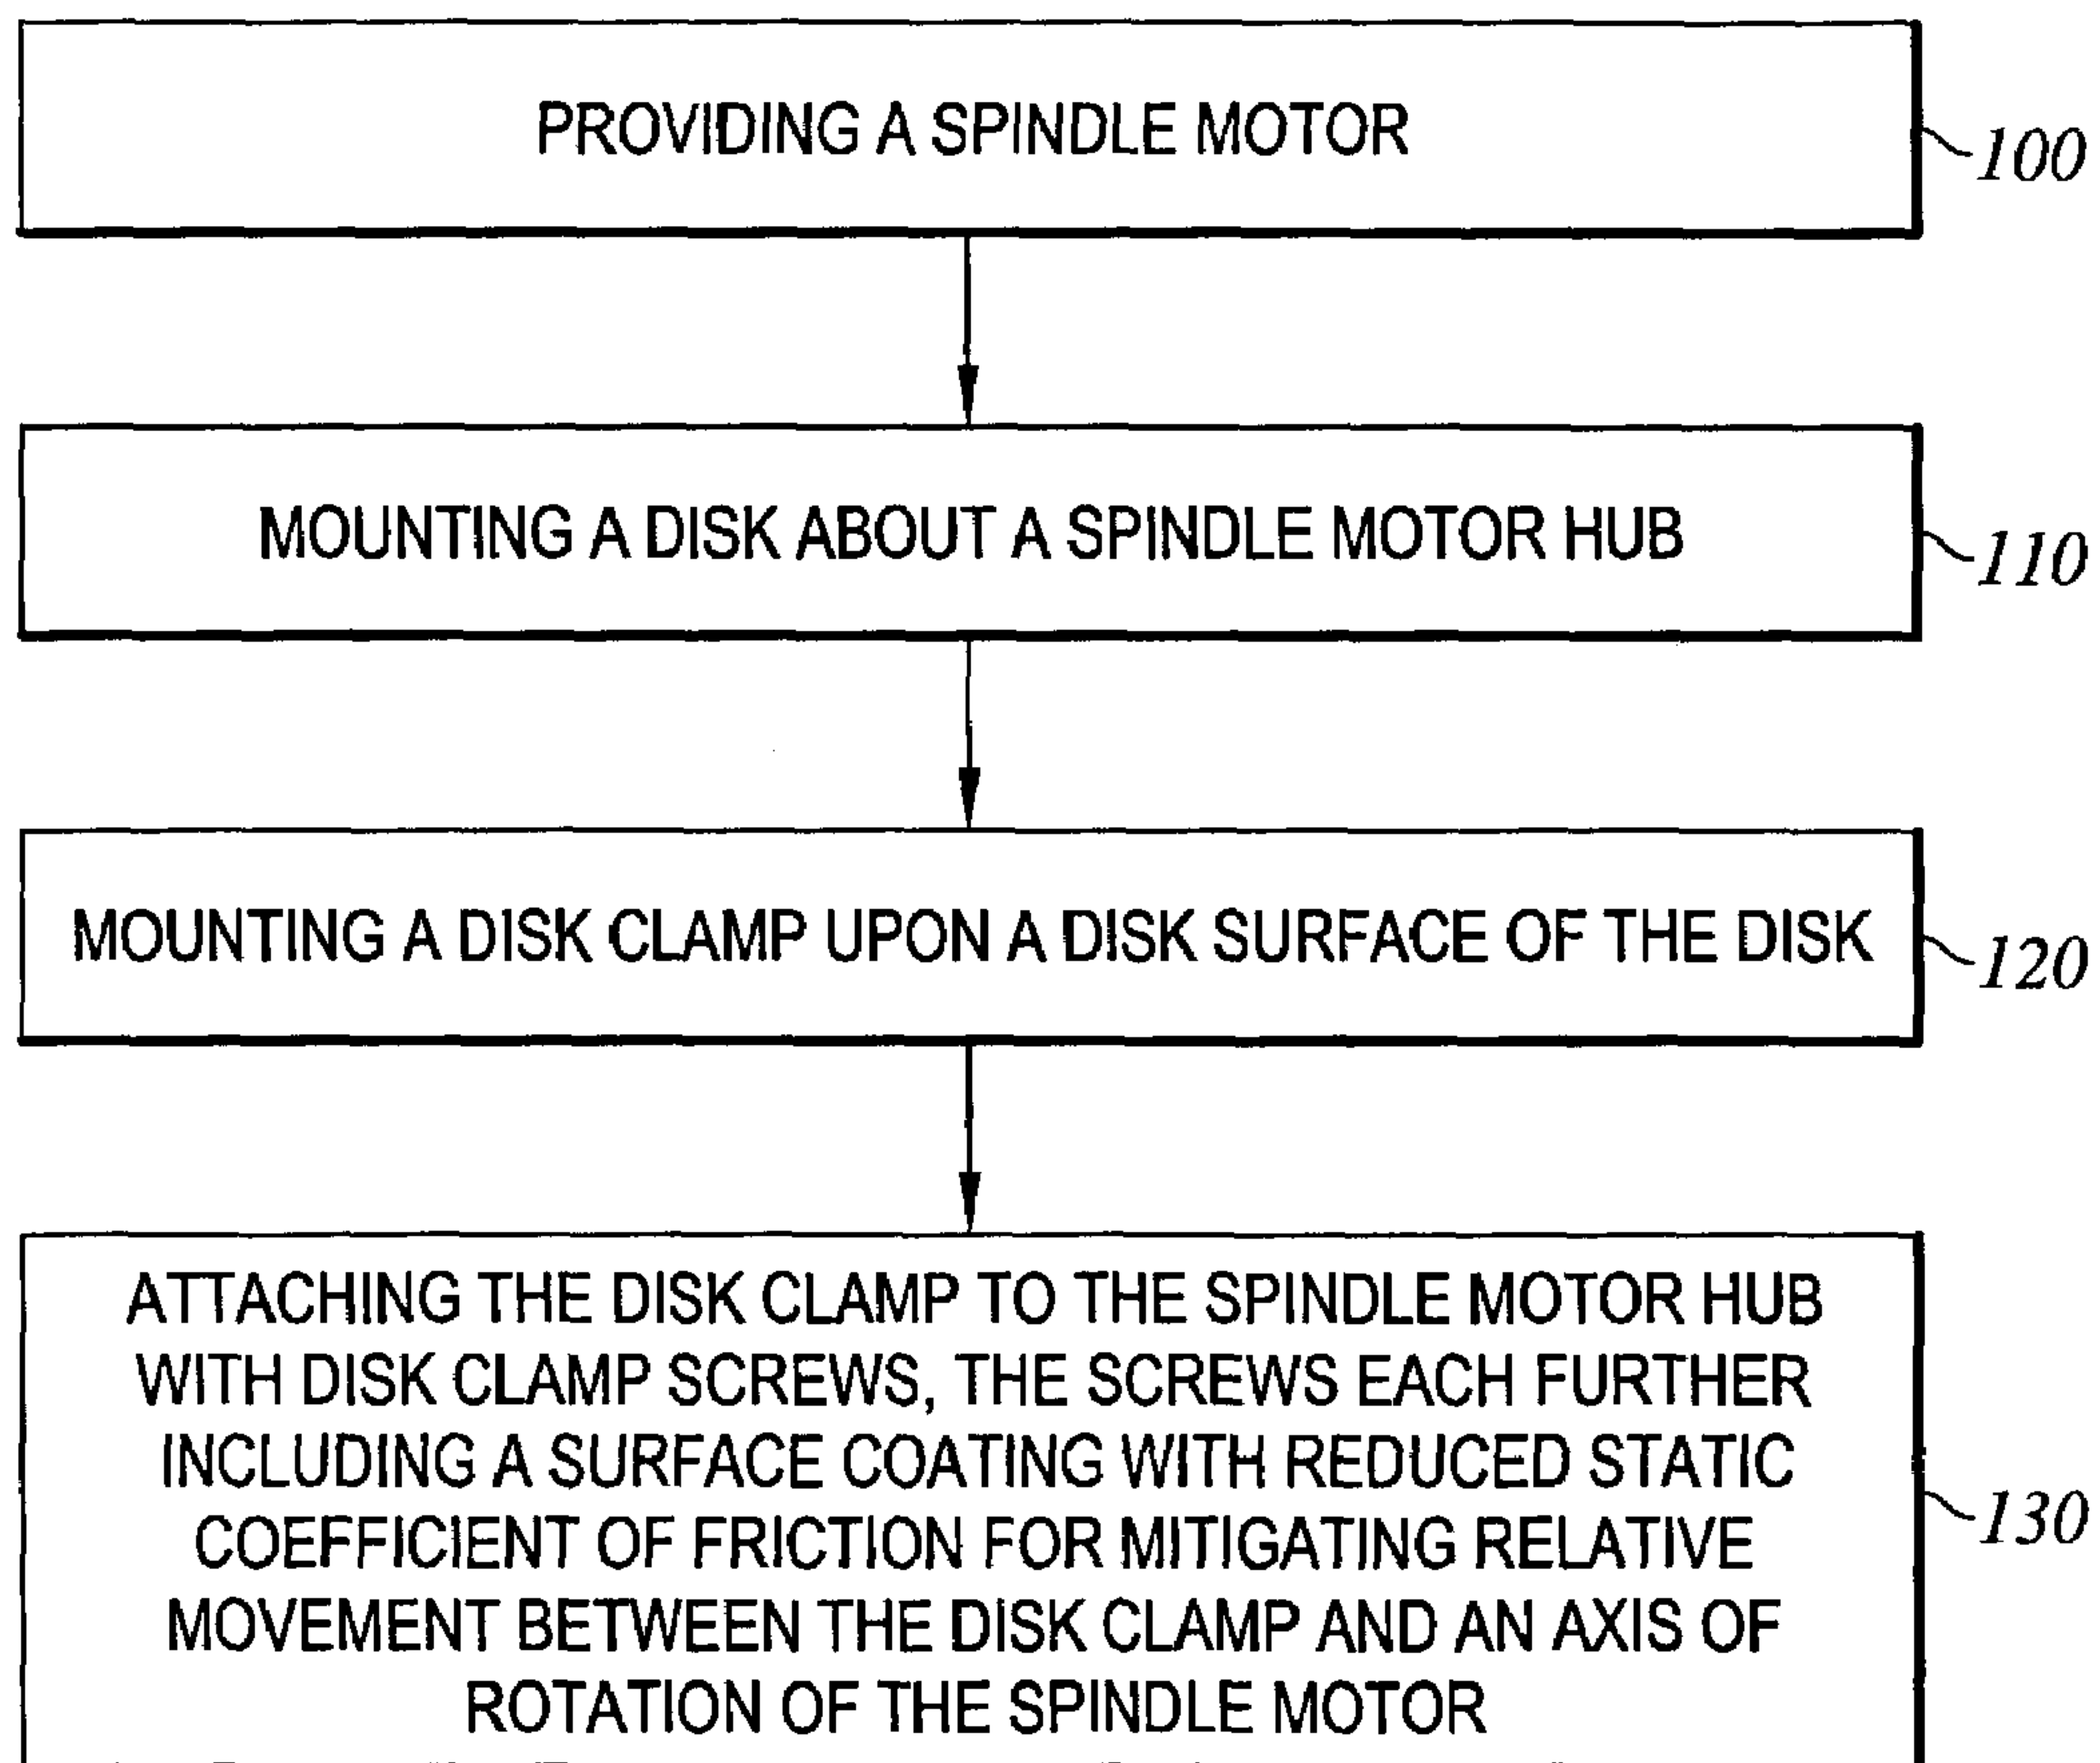 PROVIDING A SPINDLE MOTOR
100
MOUNTING A DISK ABOUT A SPINDLE MOTOR HUB
110
MOUNTING A DISK CLAMP UPON A DISK SURFACE OF THE DISK
120
ATTACHING THE DISK CLAMP TO THE SPINDLE MOTOR HUB
WITH DISK CLAMP SCREWS, THE SCREWS EACH FURTHER
INCLUDING A SURFACE COATING WITH REDUCED STATIC
COEFFICIENT OF FRICTION FOR MITIGATING RELATIVE
MOVEMENT BETWEEN THE DISK CLAMP AND AN AXIS OF
ROTATION OF THE SPINDLE MOTOR
130